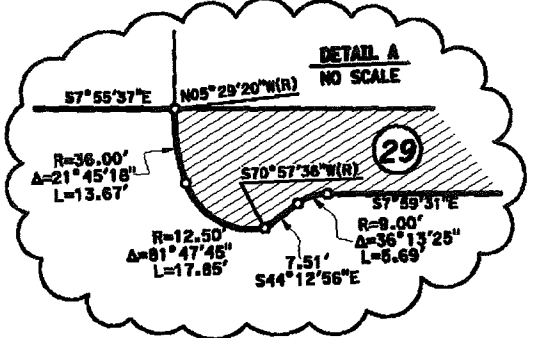 DETAIL A
NO SCALE
S7°55'37"E
N05°29'20"W(R)
29
R=36.00'
Δ=21°45'18"
L=13.67'
S70°57'36"W(R)
S7°59'31"E
R=12.50'
Δ=81°47'45"
L=17.85'
7.51'
S44°12'56"E
R=9.00'
Δ=36°13'25"
L=5.69'